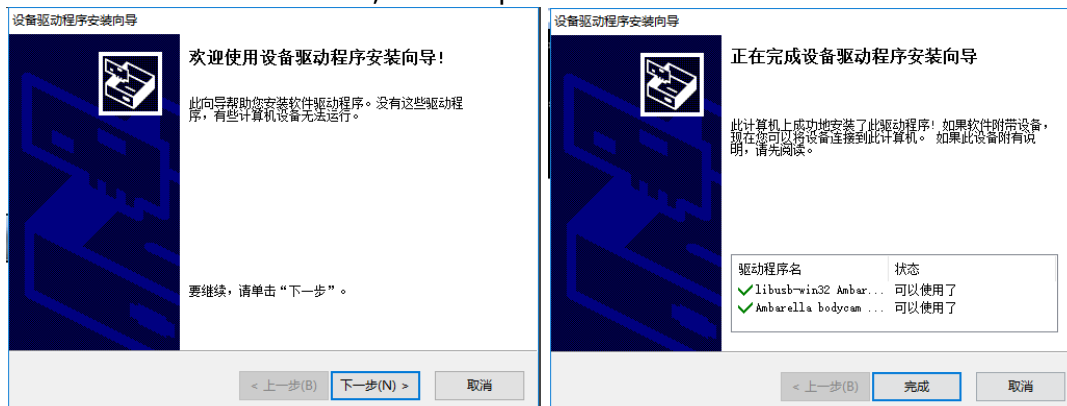 设备驱动程序安装向导
欢迎使用设备驱动程序安装向导!
此向导帮助您安装软件驱动程序。没有这些驱动程
序，有些计算机设备无法运行。
要继续，请单击“下一步”。
< 上一步(B)
下一步(N) >
取消
设备驱动程序安装向导
正在完成设备驱动程序安装向导
此计算机上成功地安装了此驱动程序! 如果软件附带设备，
现在您可以将设备连接到此计算机。 如果此设备附有说
明，请先阅读。
驱动程序名 状态
libusb-win32 Ambar... 可以使用了
Ambarella bodycam ... 可以使用了
< 上一步(B)
完成
取消